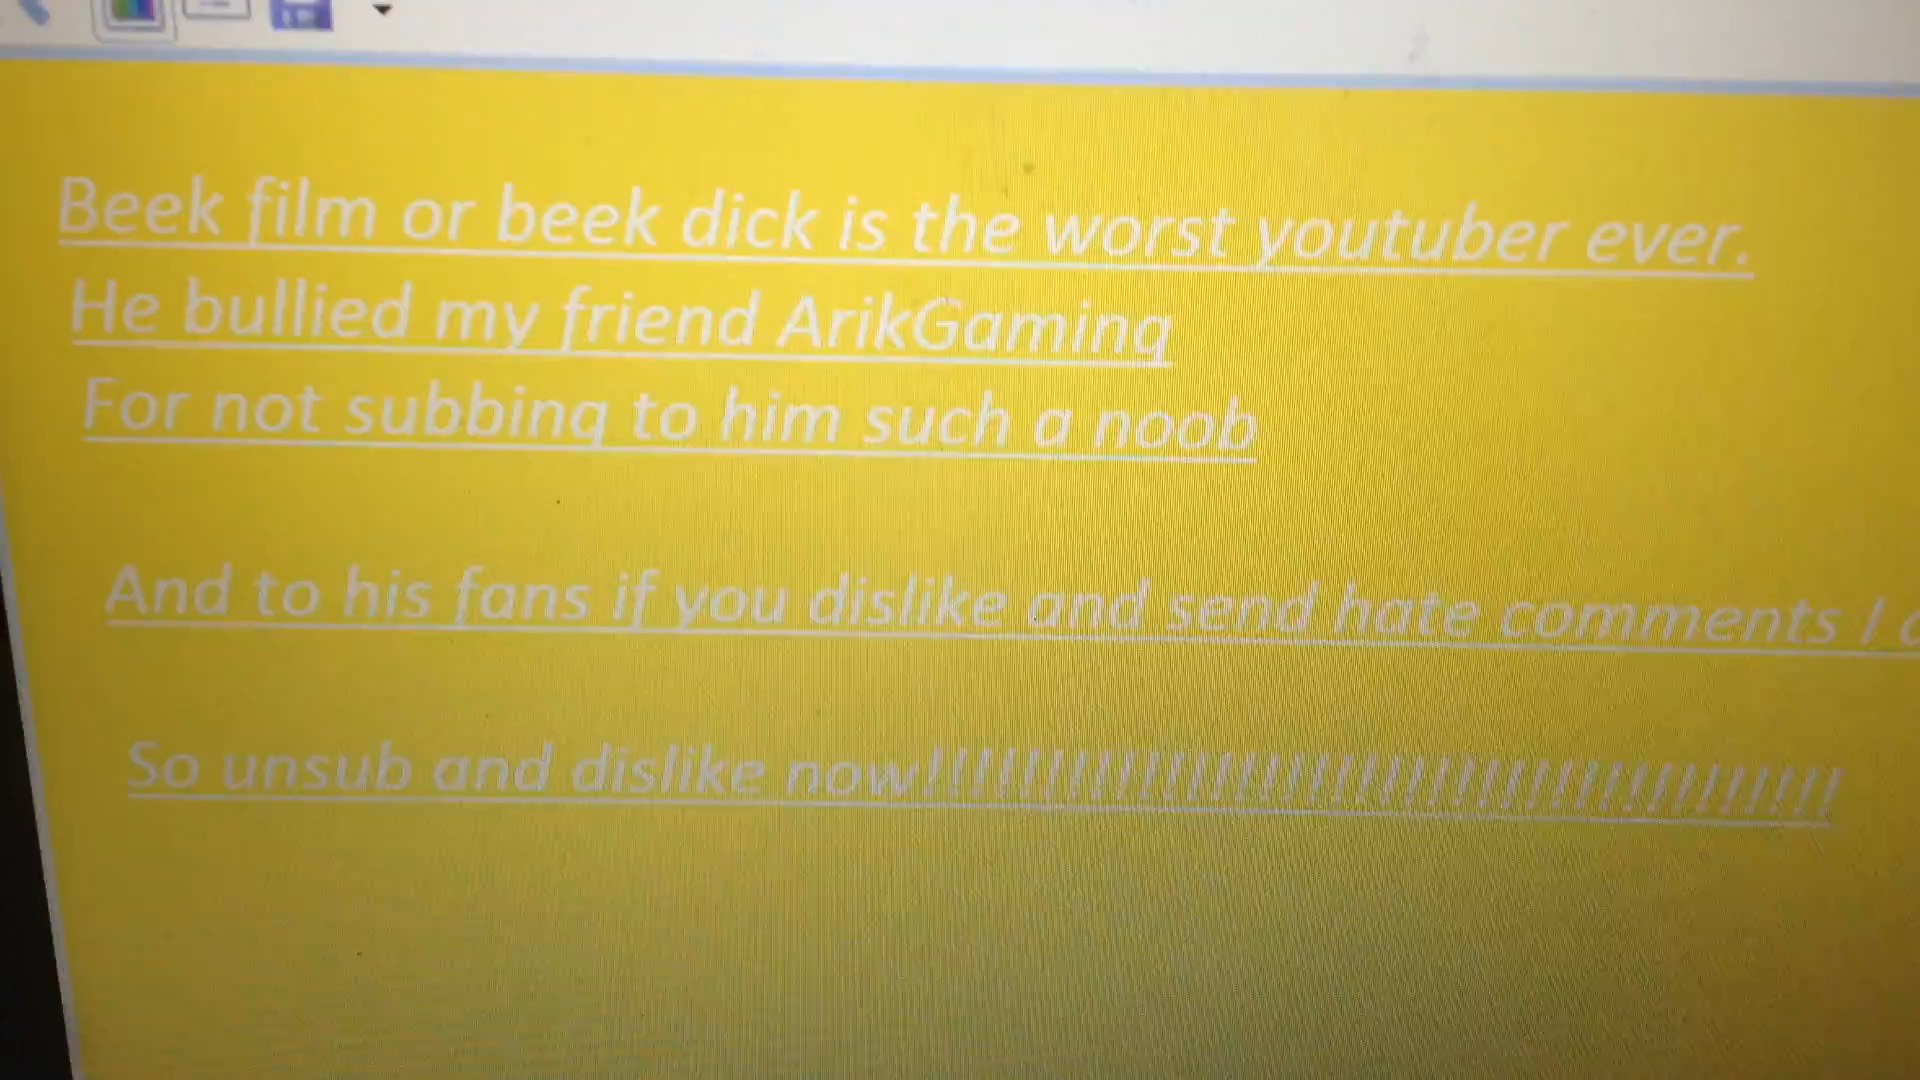 Beek film or beek dick is the worst youtuber ever.
He bullied my friend ArikGaming
For not subbing to him such a noob
And to his fans if you dislike and send hate comments I
So unsub and dislike now!!!!!!!!!!!!!!!!!!!!!!!!!!!!!!!!!!!!!!